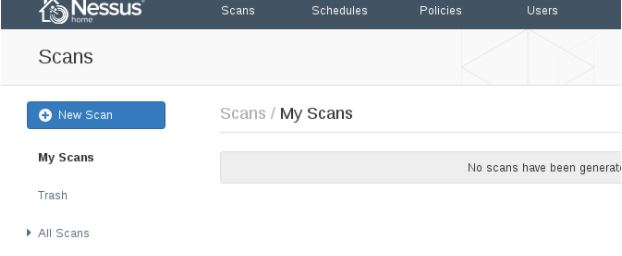 Nessus home Scans Schedules Policies Users
Scans
New Scan
Scans / My Scans
My Scans
No scans have been generate
Trash
All Scans